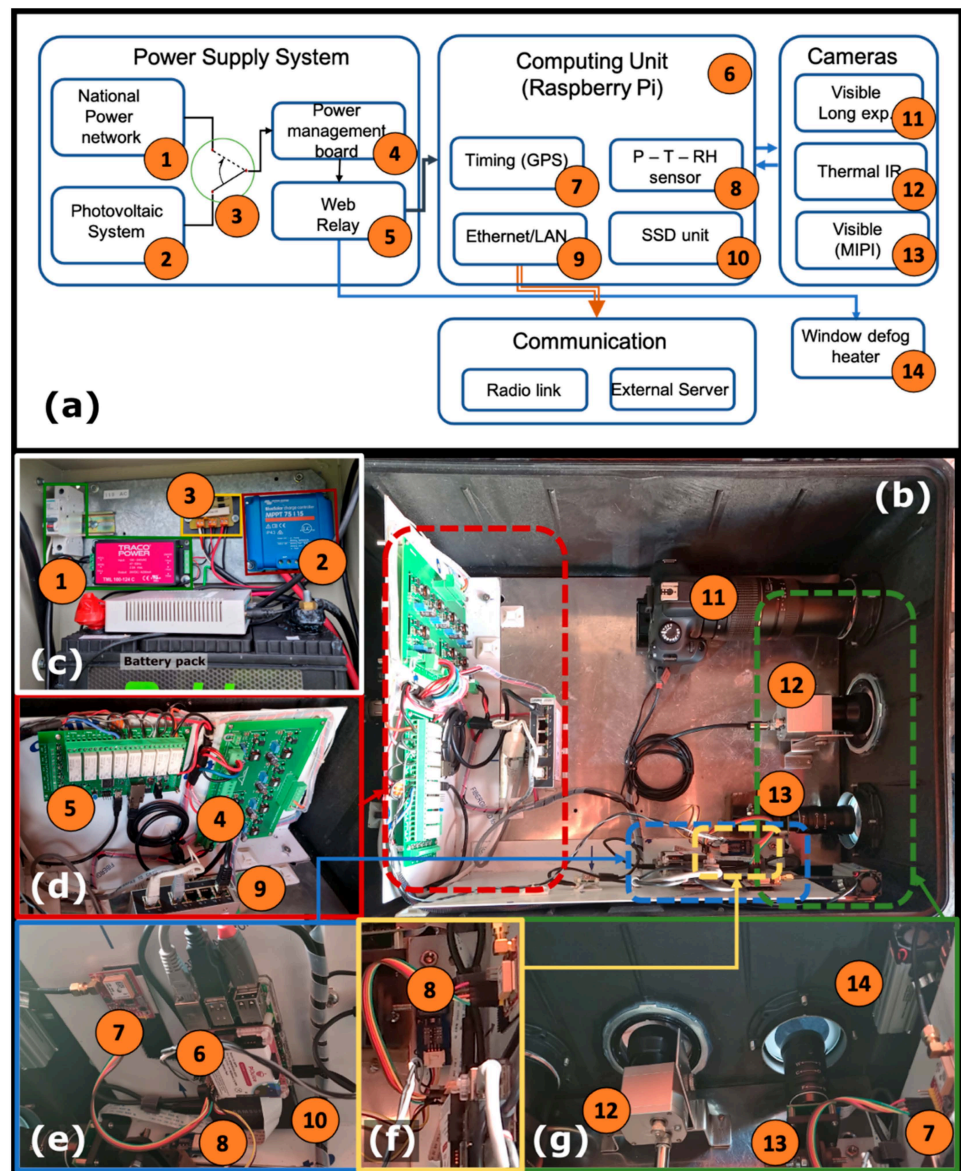 Power Supply System
National
Power
network
1
Photovoltaic
System
2
3
Power
management
board
4
Web
Relay
5
Computing Unit
(Raspberry Pi)
6
Timing (GPS)
7
P – T – RH
sensor
8
Ethernet/LAN
9
SSD unit
10
Cameras
Visible
Long exp.
11
Thermal IR
12
Visible
(MIPI)
13
Communication
Radio link
External Server
Window defog
heater
14
(a)
(b)
11
12
13
(c)
1
2
3
TRACO
POWER
MPPT 75 | 15
Battery pack
(d)
5
4
9
(e)
7
6
8
10
(f)
8
(g)
14
12
13
7